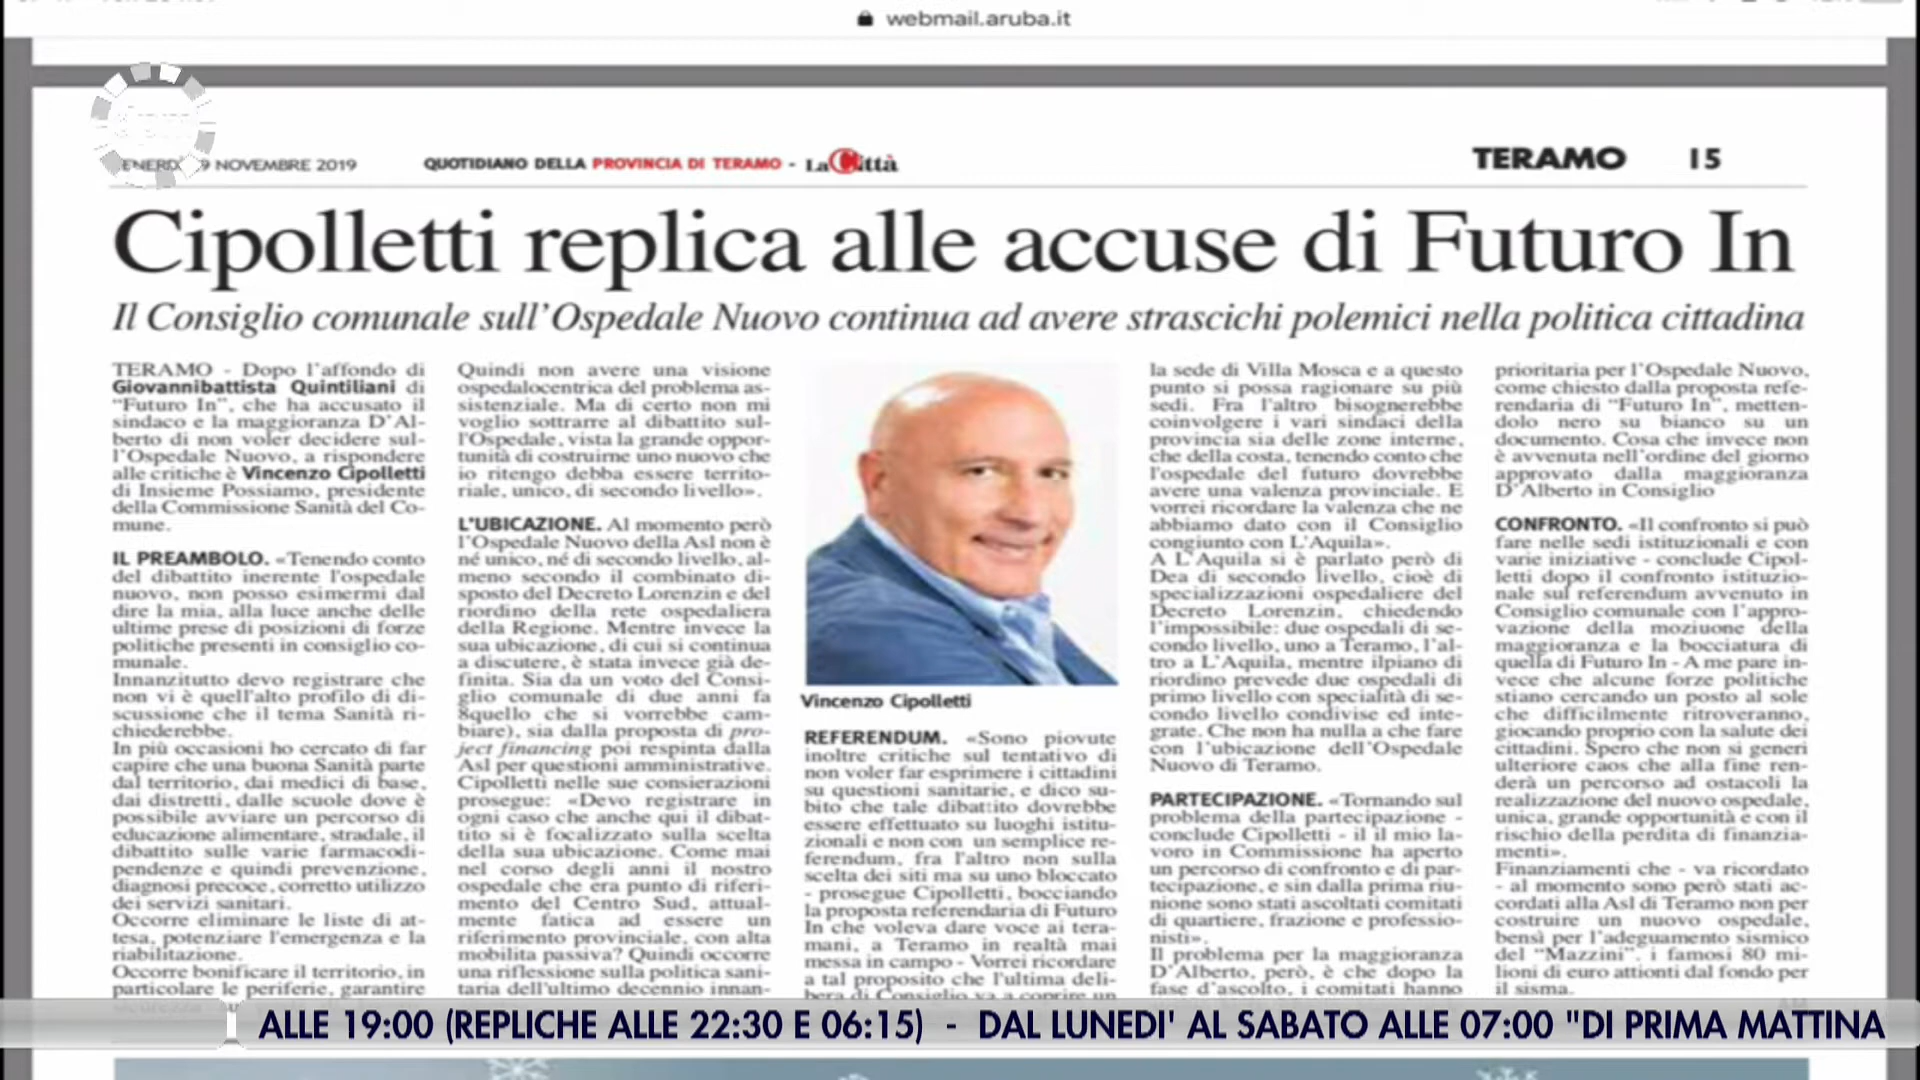 webmail.aruba.it
9 NOVEMBRE 2019
QUOTIDIANO DELLA PROVINCIA DI TERAMO - La Città
TERAMO 15
Cipolletti replica alle accuse di Futuro In
Il Consiglio comunale sull'Ospedale Nuovo continua ad avere strascichi polemici nella politica cittadina
TERAMO - Dopo l'affondo di
Giovannibattista Quintiliani di
"Futuro In", che ha accusato il
sindaco e la maggioranza D'Al-
berto di non voler decidere sul-
l'Ospedale Nuovo, a rispondere
alle critiche è Vincenzo Cipolletti
di Insieme Possiamo, presidente
della Commissione Sanità del Co-
mune.
IL PREAMBOLO. «Tenendo conto
del dibattito inerente l'ospedale
nuovo, non posso esimermi dal
dire la mia, alla luce anche delle
ultime prese di posizioni di forze
politiche presenti in consiglio co-
munale.
Innanzitutto devo registrare che
non vi è quell'alto profilo di di-
scussione che il tema Sanità ri-
chiederebbe.
In più occasioni ho cercato di far
capire che una buona Sanità parte
dal territorio, dai medici di base,
dai distretti, dalle scuole dove è
possibile avviare un percorso di
educazione alimentare, stradale, il
dibattito sulle varie farmacodi-
pendenze e quindi prevenzione,
diagnosi precoce, corretto utilizzo
dei servizi sanitari.
Occorre eliminare le liste di at-
tesa, potenziare l'emergenza e la
riabilitazione.
Occorre bonificare il territorio, in
particolare le periferie, garantire
Quindi non avere una visione
ospedalocentrica del problema as-
sistenziale. Ma di certo non mi
voglio sottrarre al dibattito sul-
l'Ospedale, vista la grande oppor-
tunità di costruirne uno nuovo che
io ritengo debba essere territo-
riale, unico, di secondo livello».
L'UBICAZIONE. Al momento però
l'Ospedale Nuovo della Asl non è
né unico, né di secondo livello, al-
meno secondo il combinato di-
sposto del Decreto Lorenzin e del
riordino della rete ospedaliera
della Regione. Mentre invece la
sua ubicazione, di cui si continua
a discutere, è stata invece già de-
finita. Sia da un voto del Consi-
glio comunale di due anni fa
8quello che si vorrebbe cam-
biare), sia dalla proposta di pro-
ject financing poi respinta dalla
Asl per questioni amministrative.
Cipolletti nelle sue consierazioni
prosegue: «Devo registrare in
ogni caso che anche qui il dibat-
tito si è focalizzato sulla scelta
della sua ubicazione. Come mai
nel corso degli anni il nostro
ospedale che era punto di riferi-
mento del Centro Sud, attual-
mente fatica ad essere un
riferimento provinciale, con alta
mobilita passiva? Quindi occorre
una riflessione sulla politica sani-
taria dell'ultimo decennio innan-
Vincenzo Cipolletti
REFERENDUM. «Sono piovute
inoltre critiche sul tentativo di
non voler far esprimere i cittadini
su questioni sanitarie, e dico su-
bito che tale dibattito dovrebbe
essere effettuato su luoghi istitu-
zionali e non con un semplice re-
ferendum, fra l'altro non sulla
scelta dei siti ma su uno bloccato
- prosegue Cipolletti, bocciando
la proposta referendaria di Futuro
In che voleva dare voce ai tera-
mani, a Teramo in realtà mai
messa in campo - Vorrei ricordare
a tal proposito che l'ultima deli-
bera di Consiglio va a coprire un
la sede di Villa Mosca e a questo
punto si possa ragionare su più
sedi. Fra l'altro bisognerebbe
coinvolgere i vari sindaci della
provincia sia delle zone interne,
che della costa, tenendo conto che
l'ospedale del futuro dovrebbe
avere una valenza provinciale. E
vorrei ricordare la valenza che ne
abbiamo dato con il Consiglio
congiunto con L'Aquila».
A L'Aquila si è parlato però di
Dea di secondo livello, cioè di
specializzazioni ospedaliere del
Decreto Lorenzin, chiedendo
l'impossibile: due ospedali di se-
condo livello, uno a Teramo, l'al-
tro a L'Aquila, mentre ilpiano di
riordino prevede due ospedali di
primo livello con specialità di se-
condo livello condivise ed inte-
grate. Che non ha nulla a che fare
con l'ubicazione dell'Ospedale
Nuovo di Teramo.
PARTECIPAZIONE. «Tornando sul
problema della partecipazione -
conclude Cipolletti - il il mio la-
voro in Commissione ha aperto
un percorso di confronto e di par-
tecipazione, e sin dalla prima riu-
nione sono stati ascoltati comitati
di quartiere, frazione e professio-
nisti».
Il problema per la maggioranza
D'Alberto, però, è che dopo la
fase d'ascolto, i comitati hanno
prioritaria per l'Ospedale Nuovo,
come chiesto dalla proposta refe-
rendaria di "Futuro In", metten-
dolo nero su bianco su un
documento. Cosa che invece non
è avvenuta nell'ordine del giorno
approvato dalla maggioranza
D'Alberto in Consiglio
CONFRONTO. «Il confronto si può
fare nelle sedi istituzionali e con
varie iniziative - conclude Cipol-
letti dopo il confronto istituzio-
nale sul referendum avvenuto in
Consiglio comunale con l'appro-
vazione della moziuone della
maggioranza e la bocciatura di
quella di Futuro In - A me pare in-
vece che alcune forze politiche
stiano cercando un posto al sole
che difficilmente ritroveranno,
giocando proprio con la salute dei
cittadini. Spero che non si generi
ulteriore caos che alla fine ren-
derà un percorso ad ostacoli la
realizzazione del nuovo ospedale,
unica, grande opportunità e con il
rischio della perdita di finanzia-
menti».
Finanziamenti che - va ricordato
- al momento sono però stati ac-
cordati alla Asl di Teramo non per
costruire un nuovo ospedale,
bensì per l'adeguamento sismico
del "Mazzini", i famosi 80 mi-
lioni di euro attionti dal fondo per
il sisma.
ALLE 19:00 (REPLICHE ALLE 22:30 E 06:15) - DAL LUNEDI' AL SABATO ALLE 07:00 "DI PRIMA MATTINA